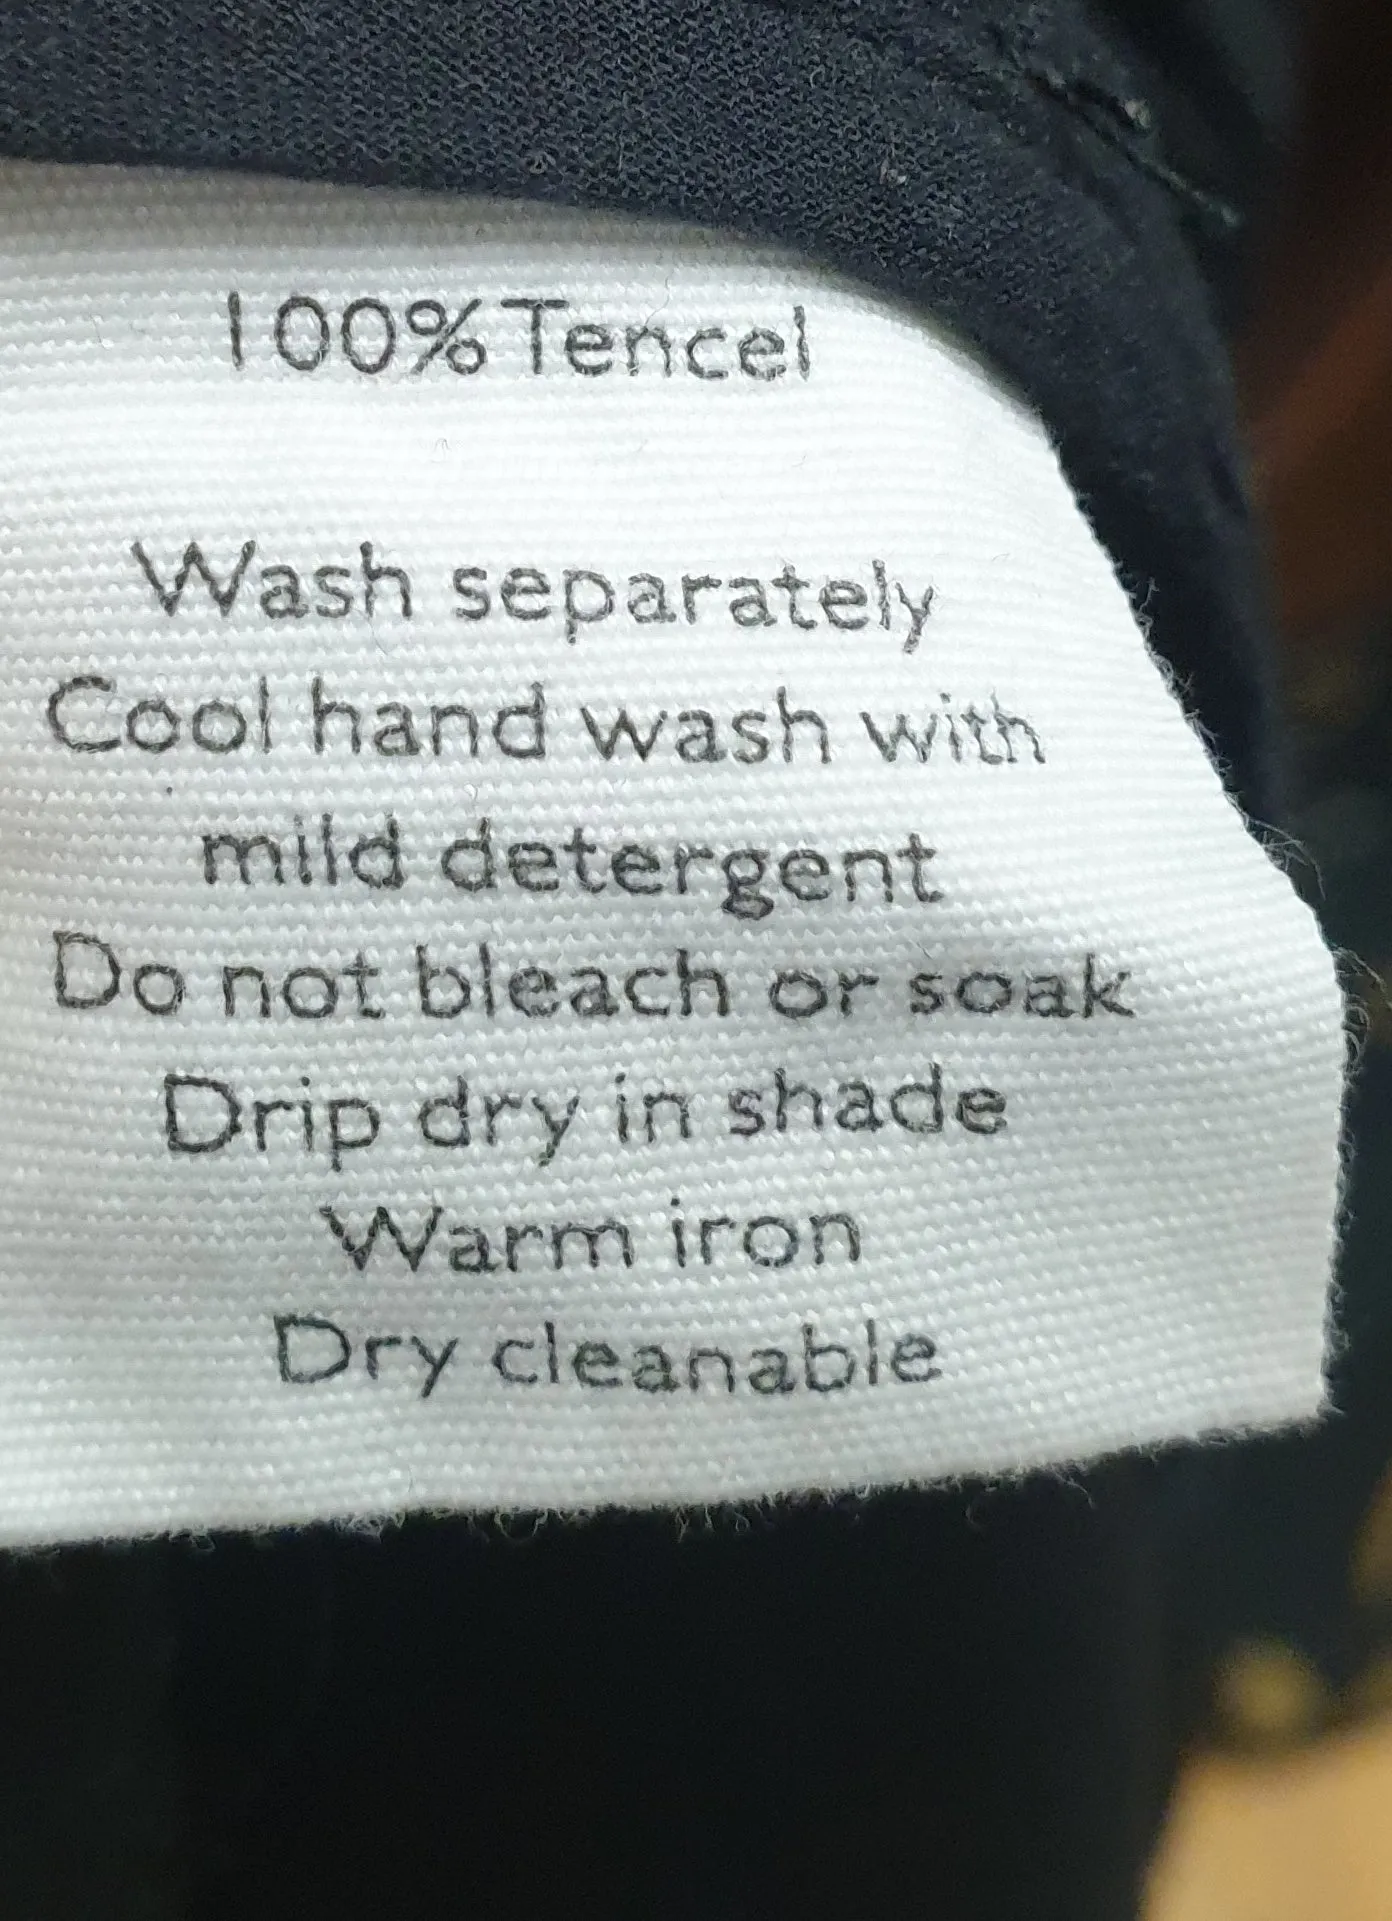 100% Tencel
Wash separately
Cool hand wash with
mild detergent
Do not bleach or soak
Drip dry in shade
Warm iron
Dry cleanable